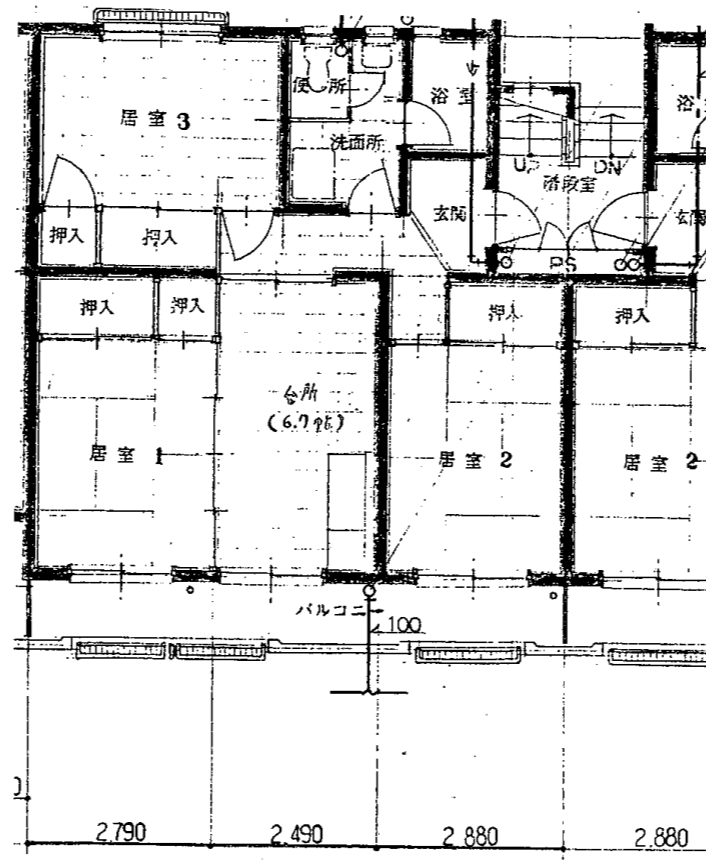 便所
浴室
浴
居室 3
洗面所
UP
DN
階段室
玄関
玄関
押入
押入
PS
押入
押入
押入
押入
台所
(6.7帖)
居室 1
居室 2
居室 2
バルコニー
100
2.790
2.490
2.880
2.880